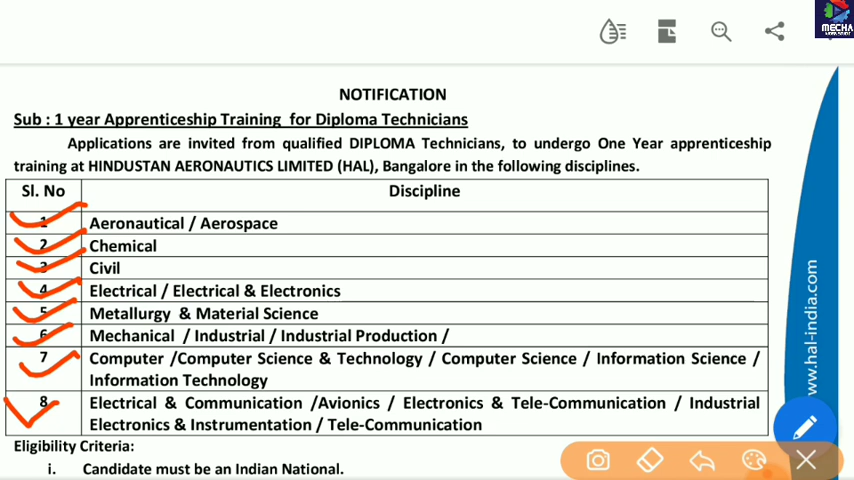 MECHA
NOTIFICATION
Sub : 1 year Apprenticeship Training for Diploma Technicians
Applications are invited from qualified DIPLOMA Technicians, to undergo One Year apprenticeship
training at HINDUSTAN AERONAUTICS LIMITED (HAL), Bangalore in the following disciplines.
Sl. No Discipline
1 Aeronautical / Aerospace
2 Chemical
3 Civil
4 Electrical / Electrical & Electronics
5 Metallurgy & Material Science
6 Mechanical / Industrial / Industrial Production /
7 Computer /Computer Science & Technology / Computer Science / Information Science /
Information Technology
8 Electrical & Communication /Avionics / Electronics & Tele-Communication / Industrial
Electronics & Instrumentation / Tele-Communication
Eligibility Criteria:
i. Candidate must be an Indian National.
www.hal-india.com